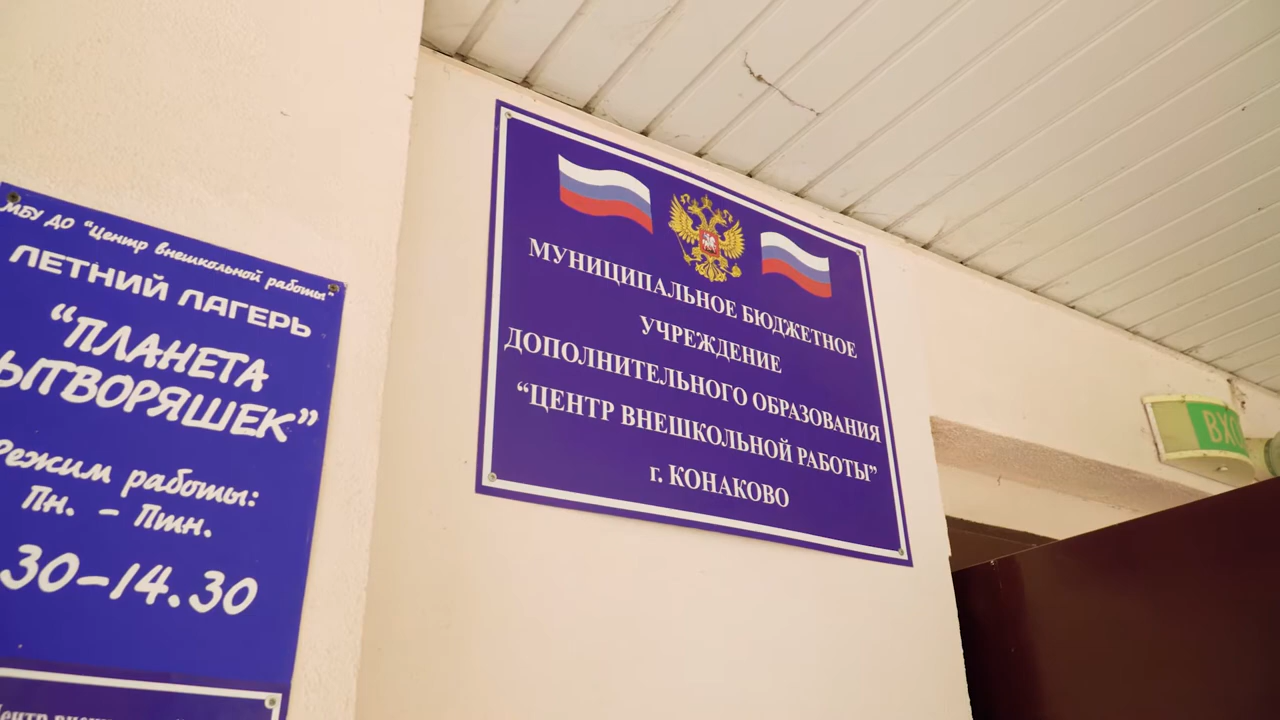 МБУ ДО "Центр внешкольной работы"
ЛЕТНИЙ ЛАГЕРЬ
"ПЛАНЕТА
ЫТВОРЯШЕК"
Режим работы:
Пн. - Птн.
30-14.30
МУНИЦИПАЛЬНОЕ БЮДЖЕТНОЕ
УЧРЕЖДЕНИЕ
ДОПОЛНИТЕЛЬНОГО ОБРАЗОВАНИЯ
“ЦЕНТР ВНЕШКОЛЬНОЙ РАБОТЫ”
г. КОНАКОВО